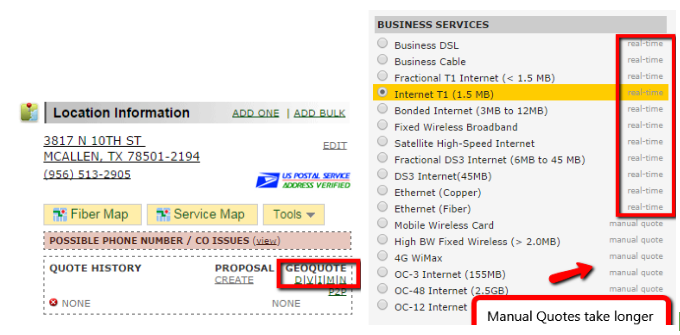 Location Information
ADD ONE | ADD BULK
3817 N 10TH ST
EDIT
MCALLEN, TX 78501-2194
(956) 513-2905
US POSTAL SERVICE
ADDRESS VERIFIED
Fiber Map
Service Map
Tools
POSSIBLE PHONE NUMBER / CO ISSUES (view)
QUOTE HISTORY
PROPOSAL
GEOQUOTE
CREATE
D|V|1|M|N
P2P
NONE
NONE
BUSINESS SERVICES
Business DSL real-time
Business Cable real-time
Fractional T1 Internet (< 1.5 MB) real-time
Internet T1 (1.5 MB) real-time
Bonded Internet (3MB to 12MB) real-time
Fixed Wireless Broadband real-time
Satellite High-Speed Internet real-time
Fractional DS3 Internet (6MB to 45 MB) real-time
DS3 Internet(45MB) real-time
Ethernet (Copper) real-time
Ethernet (Fiber) real-time
Mobile Wireless Card manual quote
High BW Fixed Wireless (> 2.0MB) manual quote
4G WiMax manual quote
OC-3 Internet (155MB) manual quote
OC-48 Internet (2.5GB) manual quote
OC-12 Internet
Manual Quotes take longer